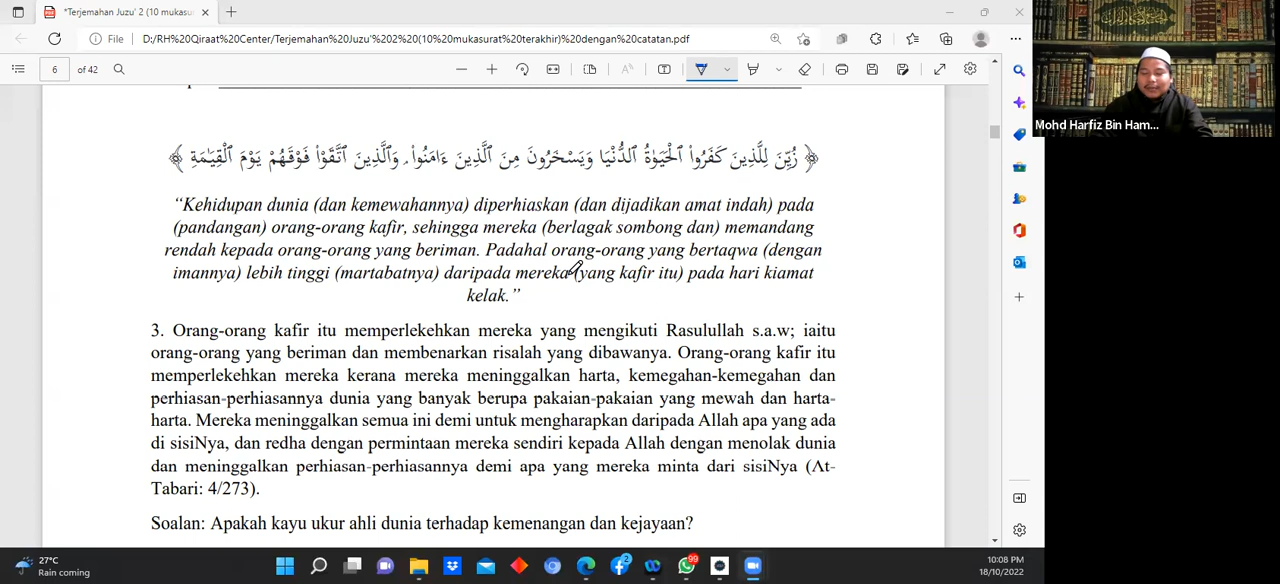 *Terjemahan Juzu' 2 (10 mukasur
File
D:/RH%20Qiraat%20Center/Terjemahan%20Juzu'%202%20(10%20mukasurat%20terakhir)%20dengan%20catatan.pdf
6 of 42
﴿ زُيِّنَ لِلَّذِينَ كَفَرُوا۟ ٱلْحَيَوٰةُ ٱلدُّنْيَا وَيَسْخَرُونَ مِنَ ٱلَّذِينَ ءَامَنُوا۟ ۘ وَٱلَّذِينَ ٱتَّقَوْا۟ فَوْقَهُمْ يَوْمَ ٱلْقِيَـٰمَةِ ﴾
“Kehidupan dunia (dan kemewahannya) diperhiaskan (dan dijadikan amat indah) pada
(pandangan) orang-orang kafir, sehingga mereka (berlagak sombong dan) memandang
rendah kepada orang-orang yang beriman. Padahal orang-orang yang bertaqwa (dengan
imannya) lebih tinggi (martabatnya) daripada mereka (yang kafir itu) pada hari kiamat
kelak.”
3. Orang-orang kafir itu memperlekehkan mereka yang mengikuti Rasulullah s.a.w; iaitu
orang-orang yang beriman dan membenarkan risalah yang dibawanya. Orang-orang kafir itu
memperlekehkan mereka kerana mereka meninggalkan harta, kemegahan-kemegahan dan
perhiasan-perhiasannya dunia yang banyak berupa pakaian-pakaian yang mewah dan harta-
harta. Mereka meninggalkan semua ini demi untuk mengharapkan daripada Allah apa yang ada
di sisiNya, dan redha dengan permintaan mereka sendiri kepada Allah dengan menolak dunia
dan meninggalkan perhiasan-perhiasannya demi apa yang mereka minta dari sisiNya (At-
Tabari: 4/273).
Soalan: Apakah kayu ukur ahli dunia terhadap kemenangan dan kejayaan?
Mohd Harfiz Bin Ham...
27°C
Rain coming
2
99
10:08 PM
18/10/2022